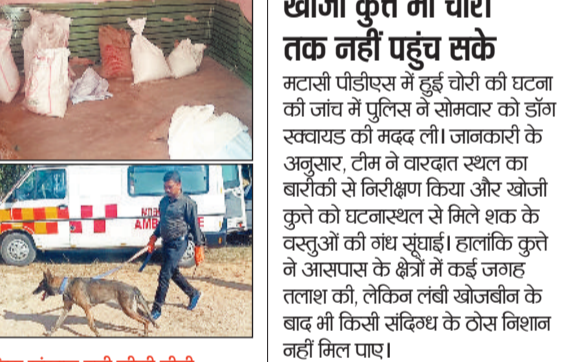 खोजी कुत्ते भी चोरों
तक नहीं पहुंच सके
मटासी पीडीएस में हुई चोरी की घटना
की जांच में पुलिस ने सोमवार को डॉग
स्क्वायड की मदद ली। जानकारी के
अनुसार, टीम ने वारदात स्थल का
बारीकी से निरीक्षण किया और खोजी
कुत्ते को घटनास्थल से मिले शक के
वस्तुओं की गंध सूंघाई। हालांकि कुत्ते
ने आसपास के क्षेत्रों में कई जगह
तलाश की, लेकिन लंबी खोजबीन के
बाद भी किसी संदिग्ध के ठोस निशान
नहीं मिल पाए।